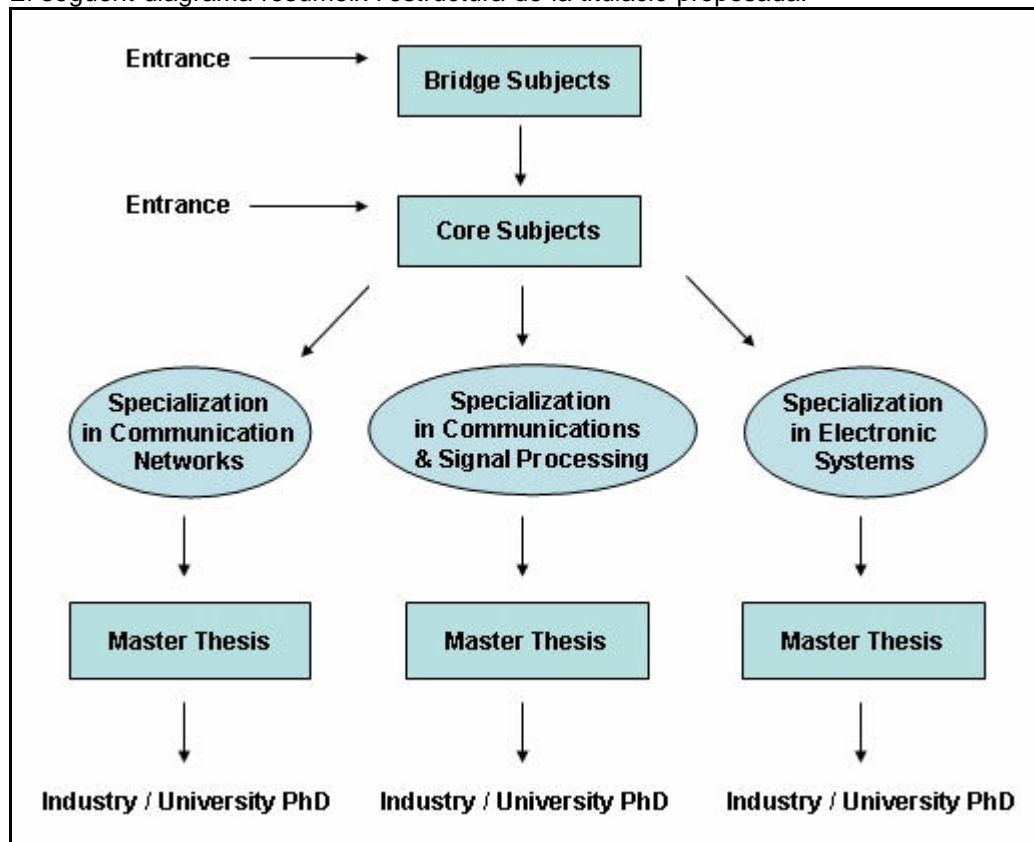 El següent diagrama resumeix l'estructura de la titulació proposada:
Entrance
Bridge Subjects
Entrance
Core Subjects
Specialization
in Communication
Networks
Specialization
in Communications
& Signal Processing
Specialization
in Electronic
Systems
Master Thesis
Master Thesis
Master Thesis
Industry / University PhD
Industry / University PhD
Industry / University PhD